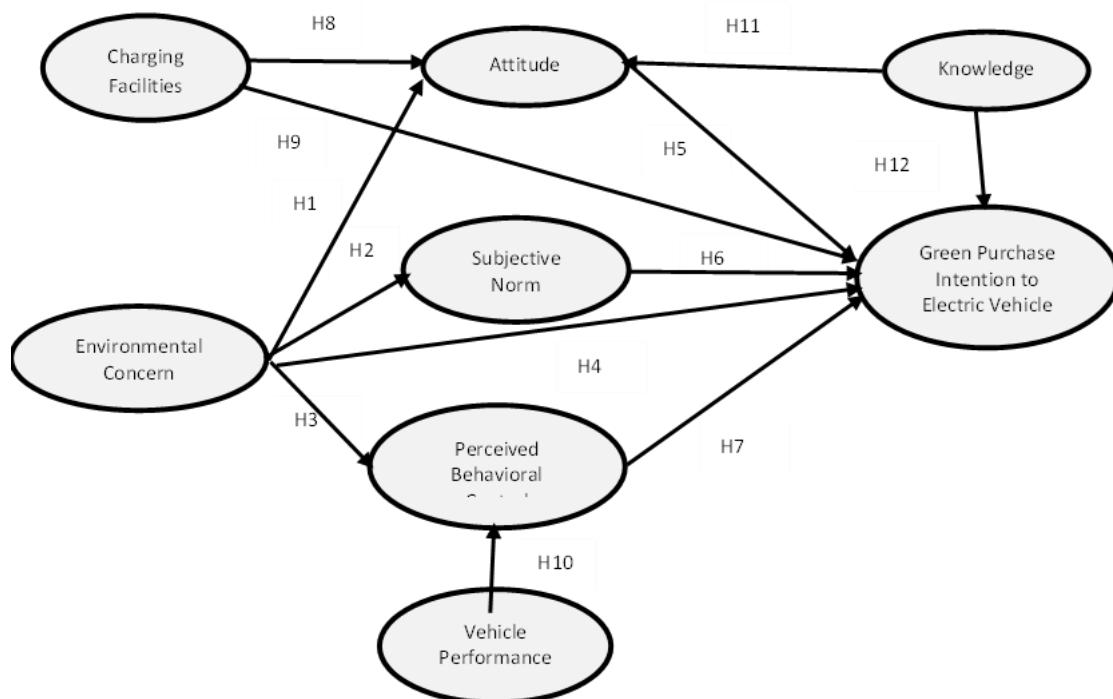 H8
H11
Charging
Facilities
Attitude
Knowledge
H9
H5
H12
H1
H2
Subjective
Norm
H6
Green Purchase
Intention to
Electric Vehicle
Environmental
Concern
H4
H3
Perceived
Behavioral
H7
H10
Vehicle
Performance